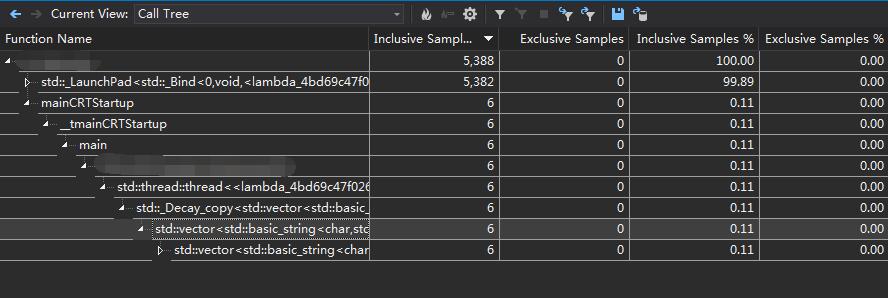 Current View: Call Tree
Function Name Inclusive Sampl... Exclusive Samples Inclusive Samples % Exclusive Samples %
5,388 0 100.00 0.00
std::_LaunchPad<std::_Bind<0,void,<lambda_4bd69c47f0 5,382 0 99.89 0.00
mainCRTStartup 6 0 0.11 0.00
__tmainCRTStartup 6 0 0.11 0.00
main 6 0 0.11 0.00
6 0 0.11 0.00
std::thread::thread<<lambda_4bd69c47f026 6 0 0.11 0.00
std::_Decay_copy<std::vector<std::basic_ 6 0 0.11 0.00
std::vector<std::basic_string<char,stc 6 0 0.11 0.00
std::vector<std::basic_string<char 6 0 0.11 0.00